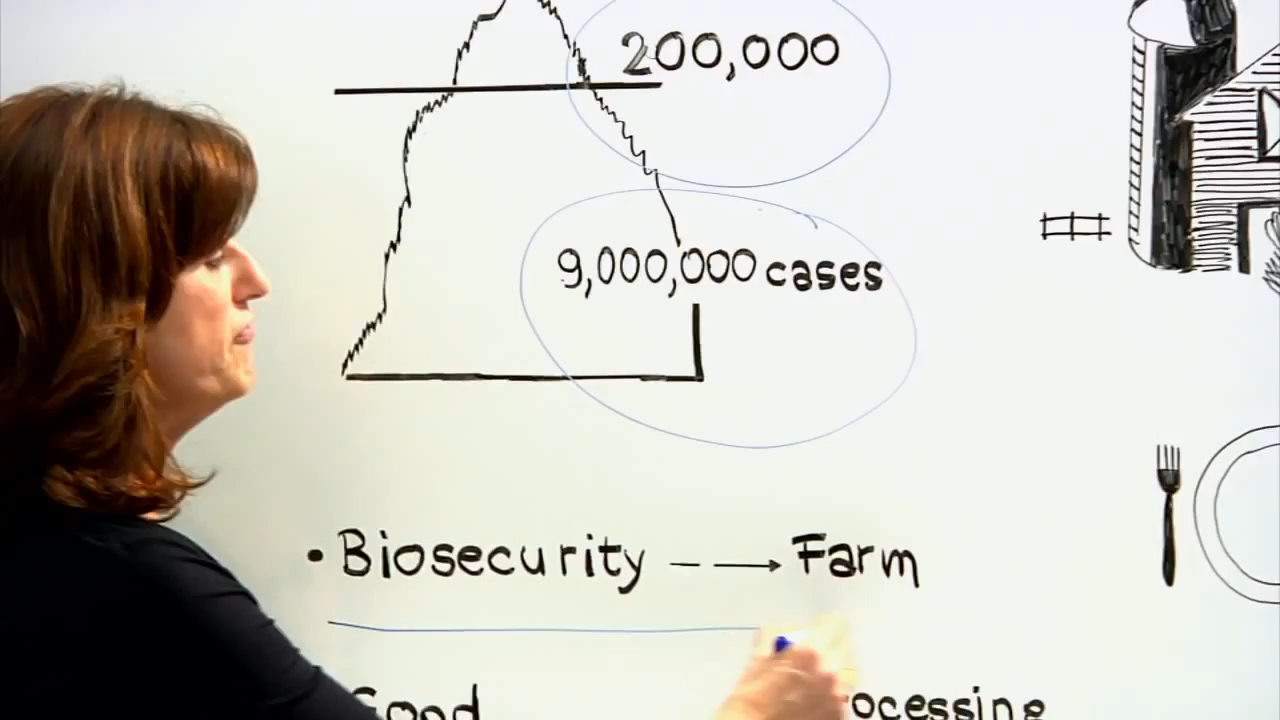 200,000
9,000,000 cases
• Biosecurity - - -> Farm